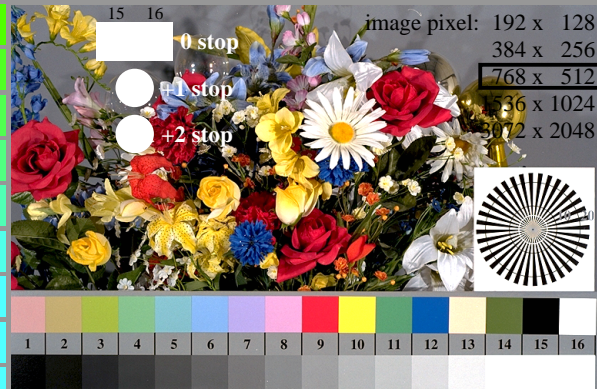 15 16
image pixel: 192 x 128
0 stop
384 x 256
+1 stop
768 x 512
1536 x 1024
+2 stop
3072 x 2048
1 2 3 4 5 6 7 8 9 10 11 12 13 14 15 16